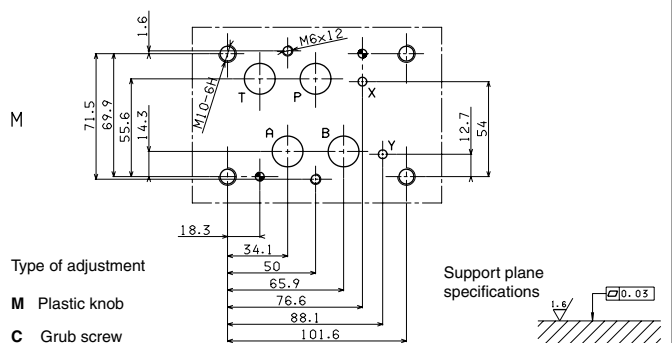 1.6
M6x12
M10-6H
T
P
X
M
71.5
69.9
55.6
14.3
A
B
Y
12.7
54
18.3
34.1
50
65.9
76.6
88.1
101.6
Type of adjustment
M Plastic knob
C Grub screw
Support plane
specifications
1.6
0.03